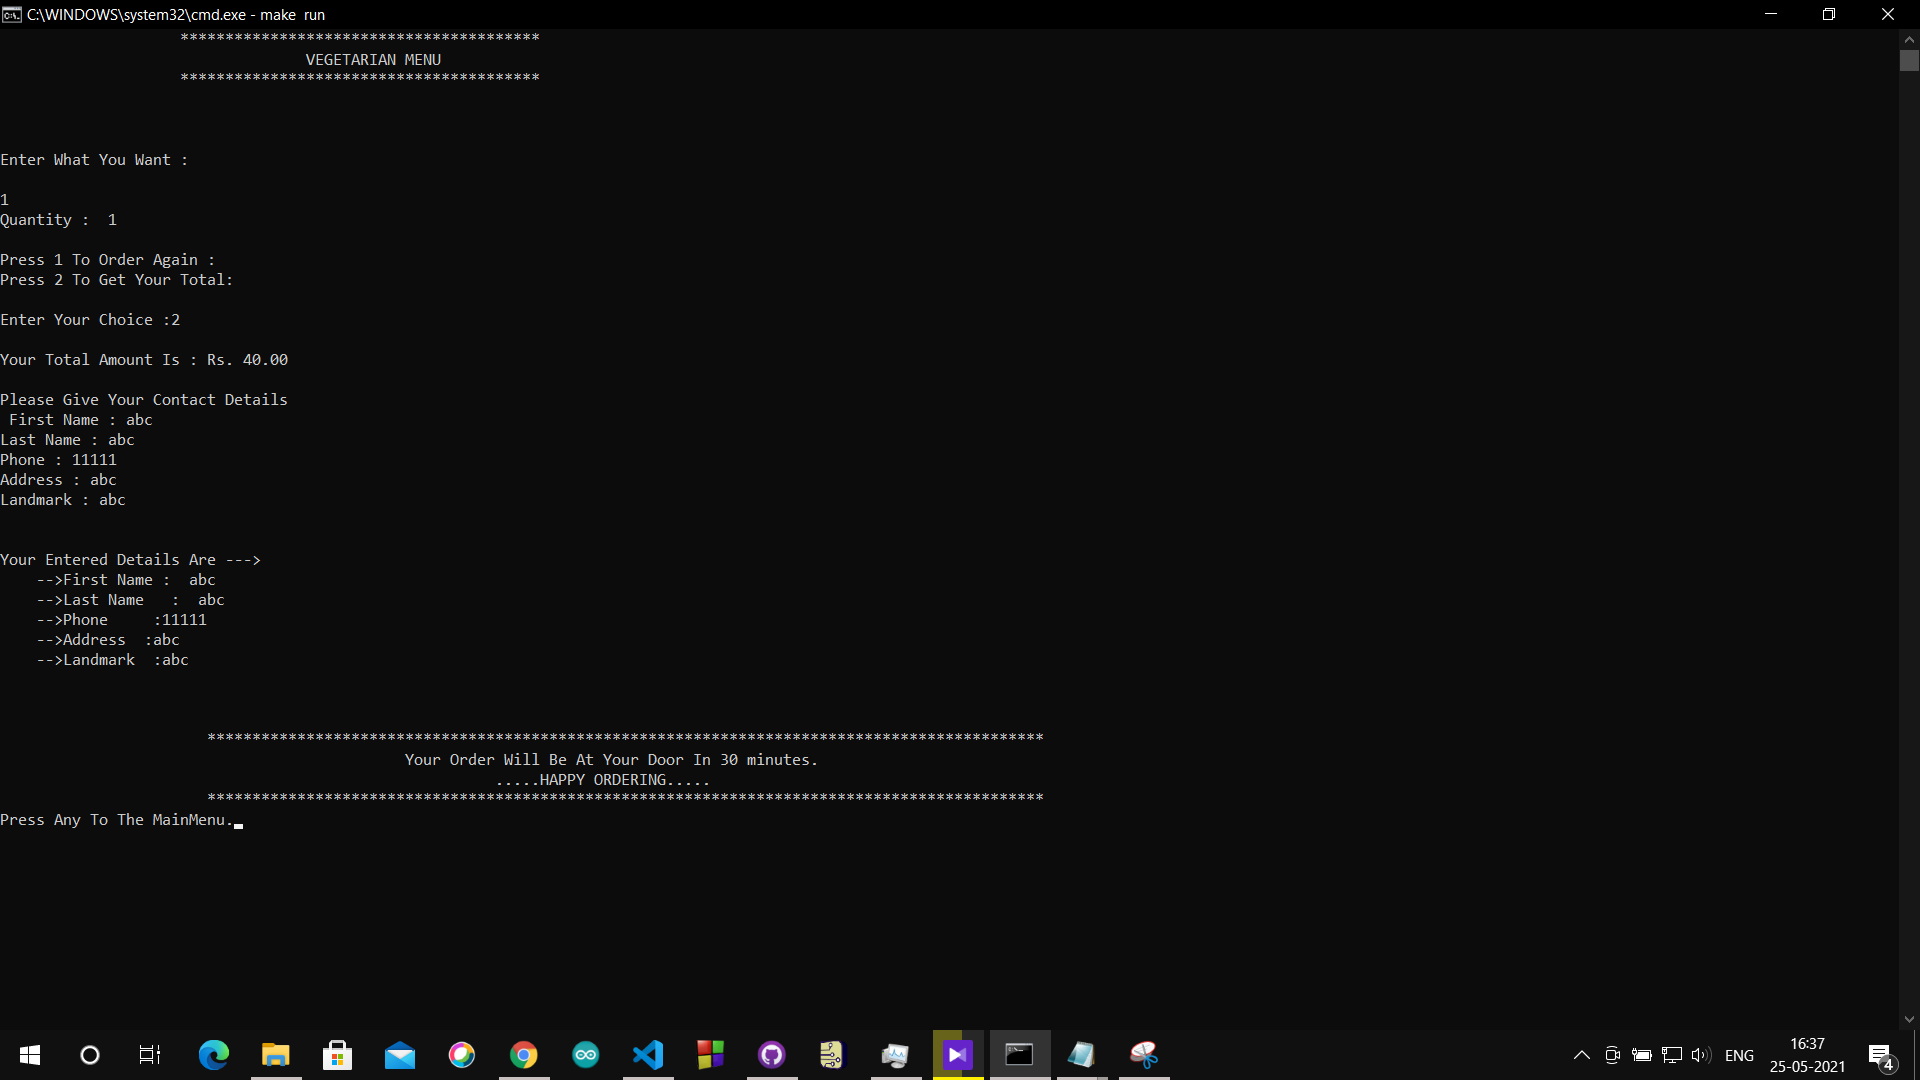 C:\WINDOWS\system32\cmd.exe - make  run
****************************************
VEGETARIAN MENU
****************************************
Enter What You Want :
1
Quantity :  1
Press 1 To Order Again :
Press 2 To Get Your Total:
Enter Your Choice :2
Your Total Amount Is : Rs. 40.00
Please Give Your Contact Details
First Name : abc
Last Name : abc
Phone : 11111
Address : abc
Landmark : abc
Your Entered Details Are --->
-->First Name :  abc
-->Last Name   :  abc
-->Phone     :11111
-->Address  :abc
-->Landmark  :abc
*********************************************************************************************
Your Order Will Be At Your Door In 30 minutes.
.....HAPPY ORDERING.....
*********************************************************************************************
Press Any To The MainMenu.
ENG
16:37
25-05-2021
4